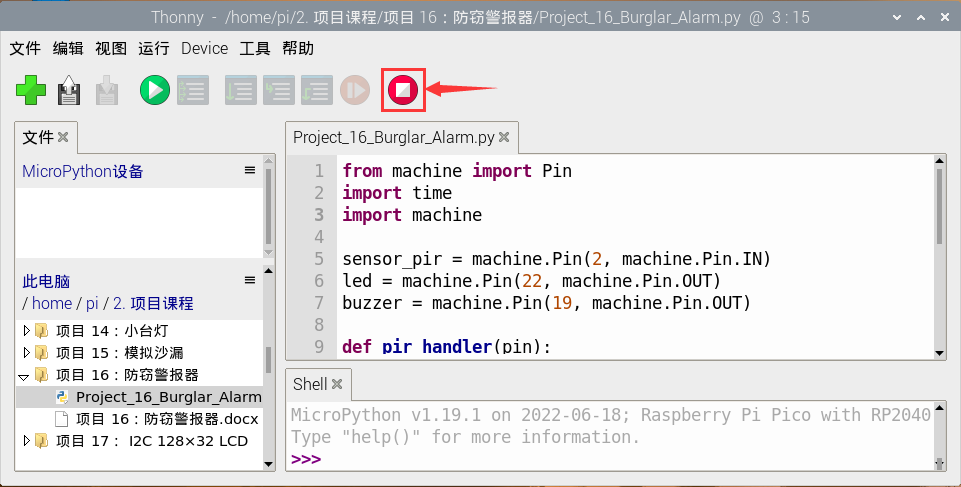 Thonny - /home/pi/2. 项目课程/项目 16：防窃警报器/Project_16_Burglar_Alarm.py @ 3 : 15
文件 编辑 视图 运行 Device 工具 帮助
文件
MicroPython设备
此电脑
/ home / pi / 2. 项目课程
项目 14：小台灯
项目 15：模拟沙漏
项目 16：防窃警报器
Project_16_Burglar_Alarm
项目 16：防窃警报器.docx
项目 17： I2C 128×32 LCD
Project_16_Burglar_Alarm.py
1 from machine import Pin
2 import time
3 import machine
4
5 sensor_pir = machine.Pin(2, machine.Pin.IN)
6 led = machine.Pin(22, machine.Pin.OUT)
7 buzzer = machine.Pin(19, machine.Pin.OUT)
8
9 def pir_handler(pin):
Shell
MicroPython v1.19.1 on 2022-06-18; Raspberry Pi Pico with RP2040
Type "help()" for more information.
>>>